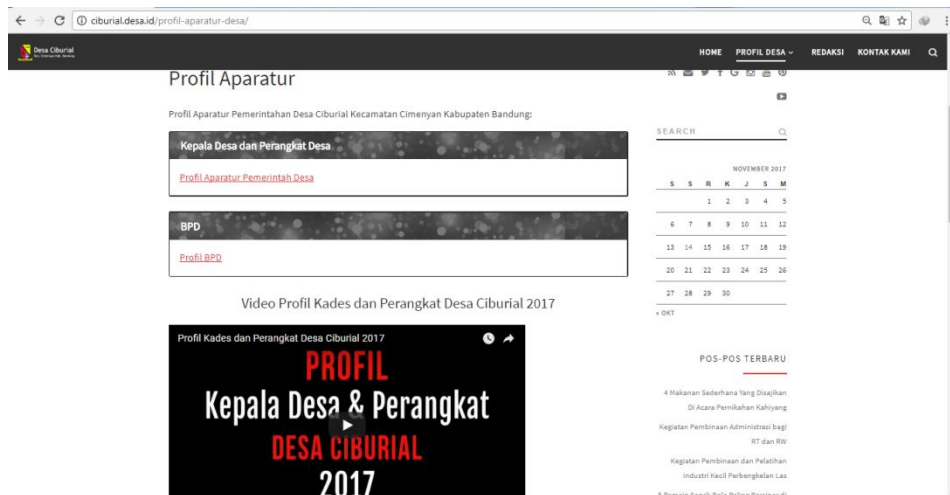 ciburial.desa.id/profil-aparatur-desa/
Desa Ciburial
HOME PROFIL DESA REDAKSI KONTAK KAMI
Profil Aparatur
Profil Aparatur Pemerintahan Desa Ciburial Kecamatan Cimenyan Kabupaten Bandung:
Kepala Desa dan Perangkat Desa
Profil Aparatur Pemerintah Desa
BPD
Profil BPD
Video Profil Kades dan Perangkat Desa Ciburial 2017
Profil Kades dan Perangkat Desa Ciburial 2017
PROFIL
Kepala Desa & Perangkat
DESA CIBURIAL
2017
SEARCH
NOVEMBER 2017
S S R K J S M
1 2 3 4 5
6 7 8 9 10 11 12
13 14 15 16 17 18 19
20 21 22 23 24 25 26
27 28 29 30
« OKT
POS-POS TERBARU
4 Makanan Sederhana Yang Disajikan
Di Acara Pernikahan Kahiyang
Kegiatan Pembinaan Administrasi bagi
RT dan RW
Kegiatan Pembinaan dan Pelatihan
Industri Kecil Perbengkelan Las